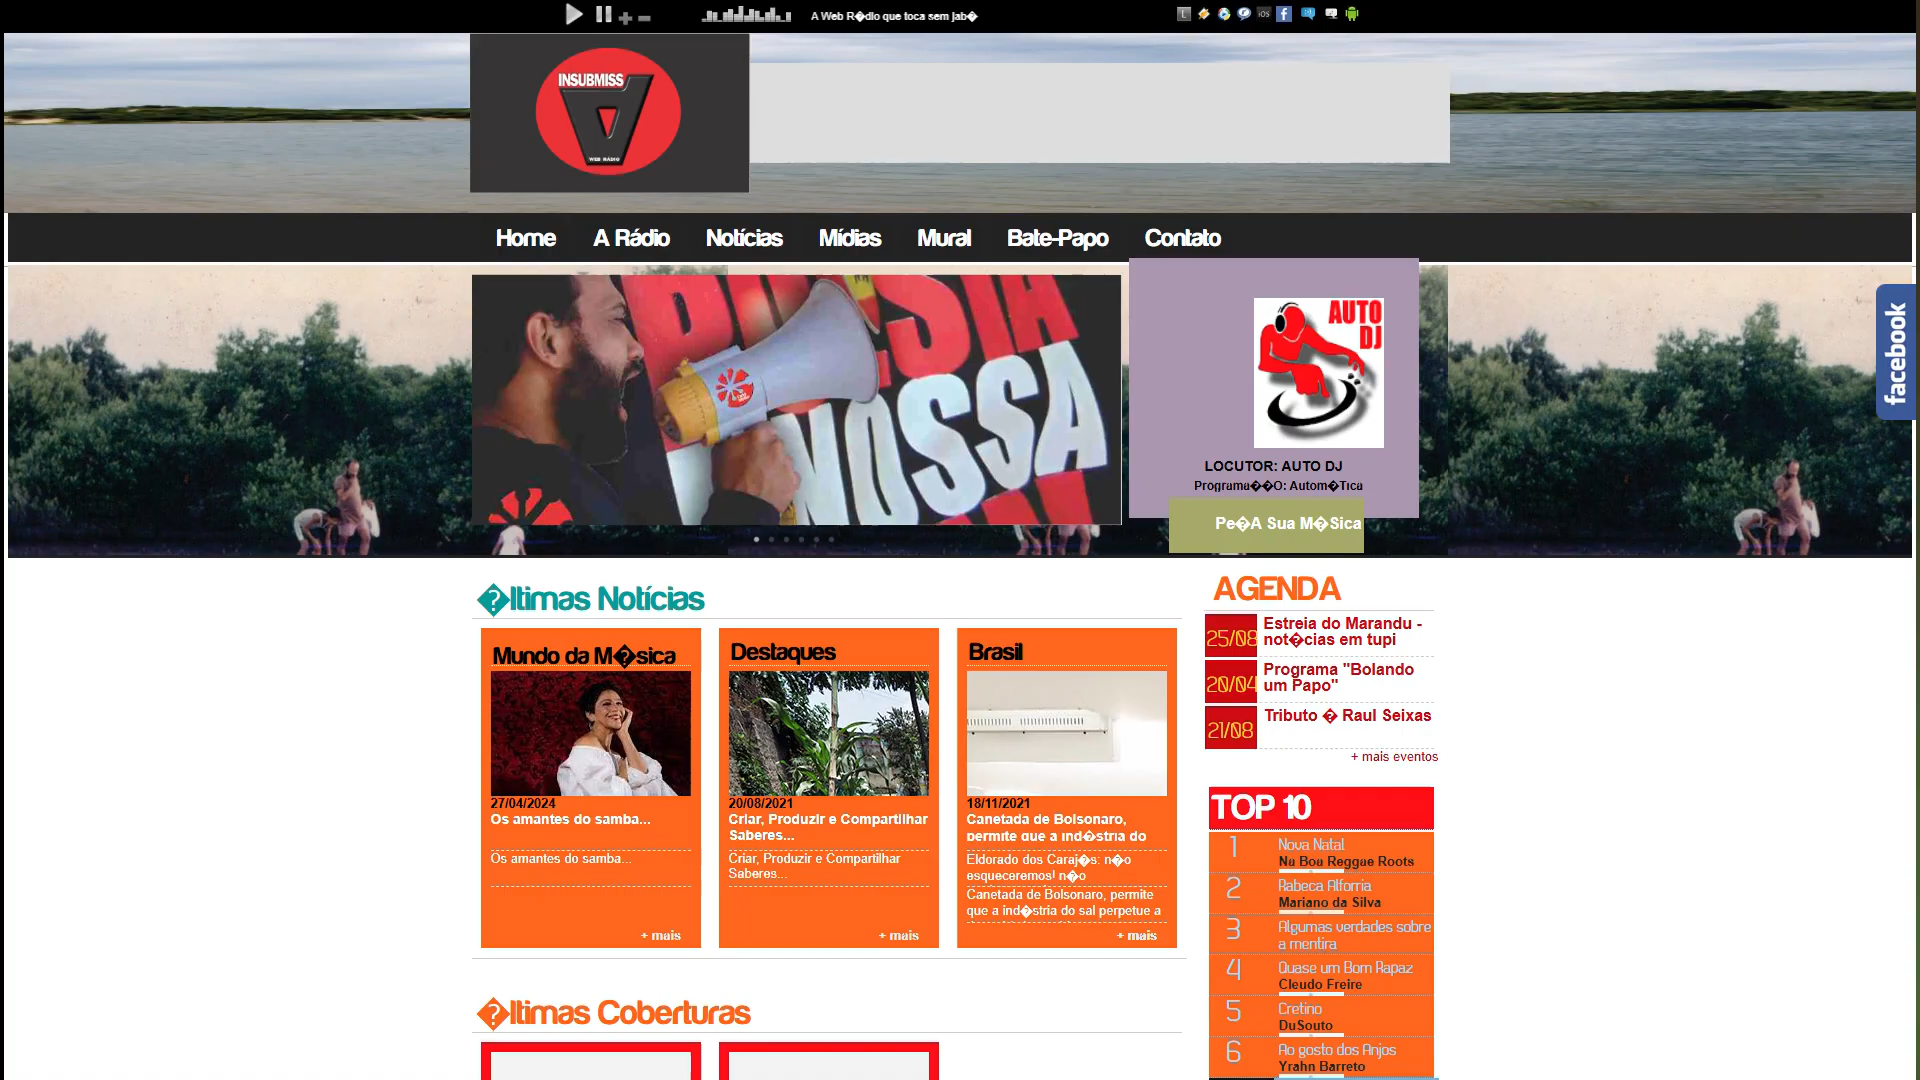 A Web R�dio que toca sem jab�
INSUBMISS
WEB RÁDIO
Home A Rádio Notícias Mídias Mural Bate-Papo Contato
NOSSA
AUTO
DJ
facebook
LOCUTOR: AUTO DJ
Programa��O: Autom�Tica
Pe�A Sua M�Sica
�ltimas Notícias
Mundo da M�sica
27/04/2024
Os amantes do samba...
Os amantes do samba...
+ mais
Destaques
20/08/2021
Criar, Produzir e Compartilhar
Saberes...
Criar, Produzir e Compartilhar
Saberes...
+ mais
Brasil
18/11/2021
Canetada de Bolsonaro,
permite que a ind�stria do
Eldorado dos Caraj�s: n�o
esqueceremos! n�o
Canetada de Bolsonaro, permite
que a ind�stria do sal perpetue a
+ mais
�ltimas Coberturas
AGENDA
25/08
Estreia do Marandu -
not�cias em tupi
20/04
Programa "Bolando
um Papo"
21/08
Tributo � Raul Seixas
+ mais eventos
TOP 10
1
Nova Natal
Na Boa Reggae Roots
2
Rabeca Alforria
Mariano da Silva
3
Algumas verdades sobre
a mentira
4
Quase um Bom Rapaz
Cleudo Freire
5
Cretino
DuSouto
6
Ao gosto dos Anjos
Yrahn Barreto